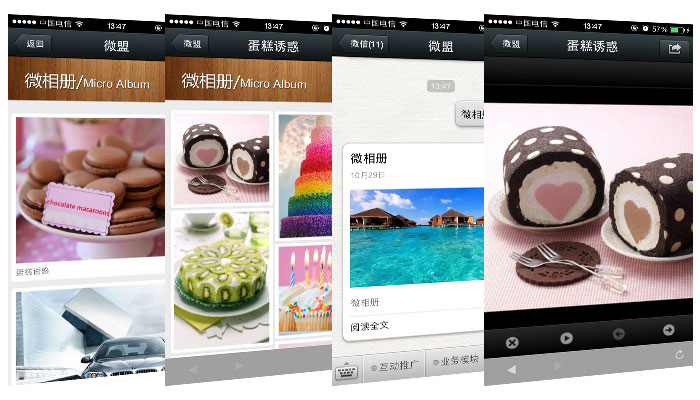 中国电信 13:47
返回 微盟
微相册/Micro Album
chocolate macaroons
蛋糕诱惑
中国电信 13:47
微盟 蛋糕诱惑
微相册/Micro Album
中国电信 13:47
微信(11) 微盟
13:47
微相册
微相册
10月29日
微相册
阅读全文
互动推广 业务模块
中国电信 13:47 57%
微盟 蛋糕诱惑